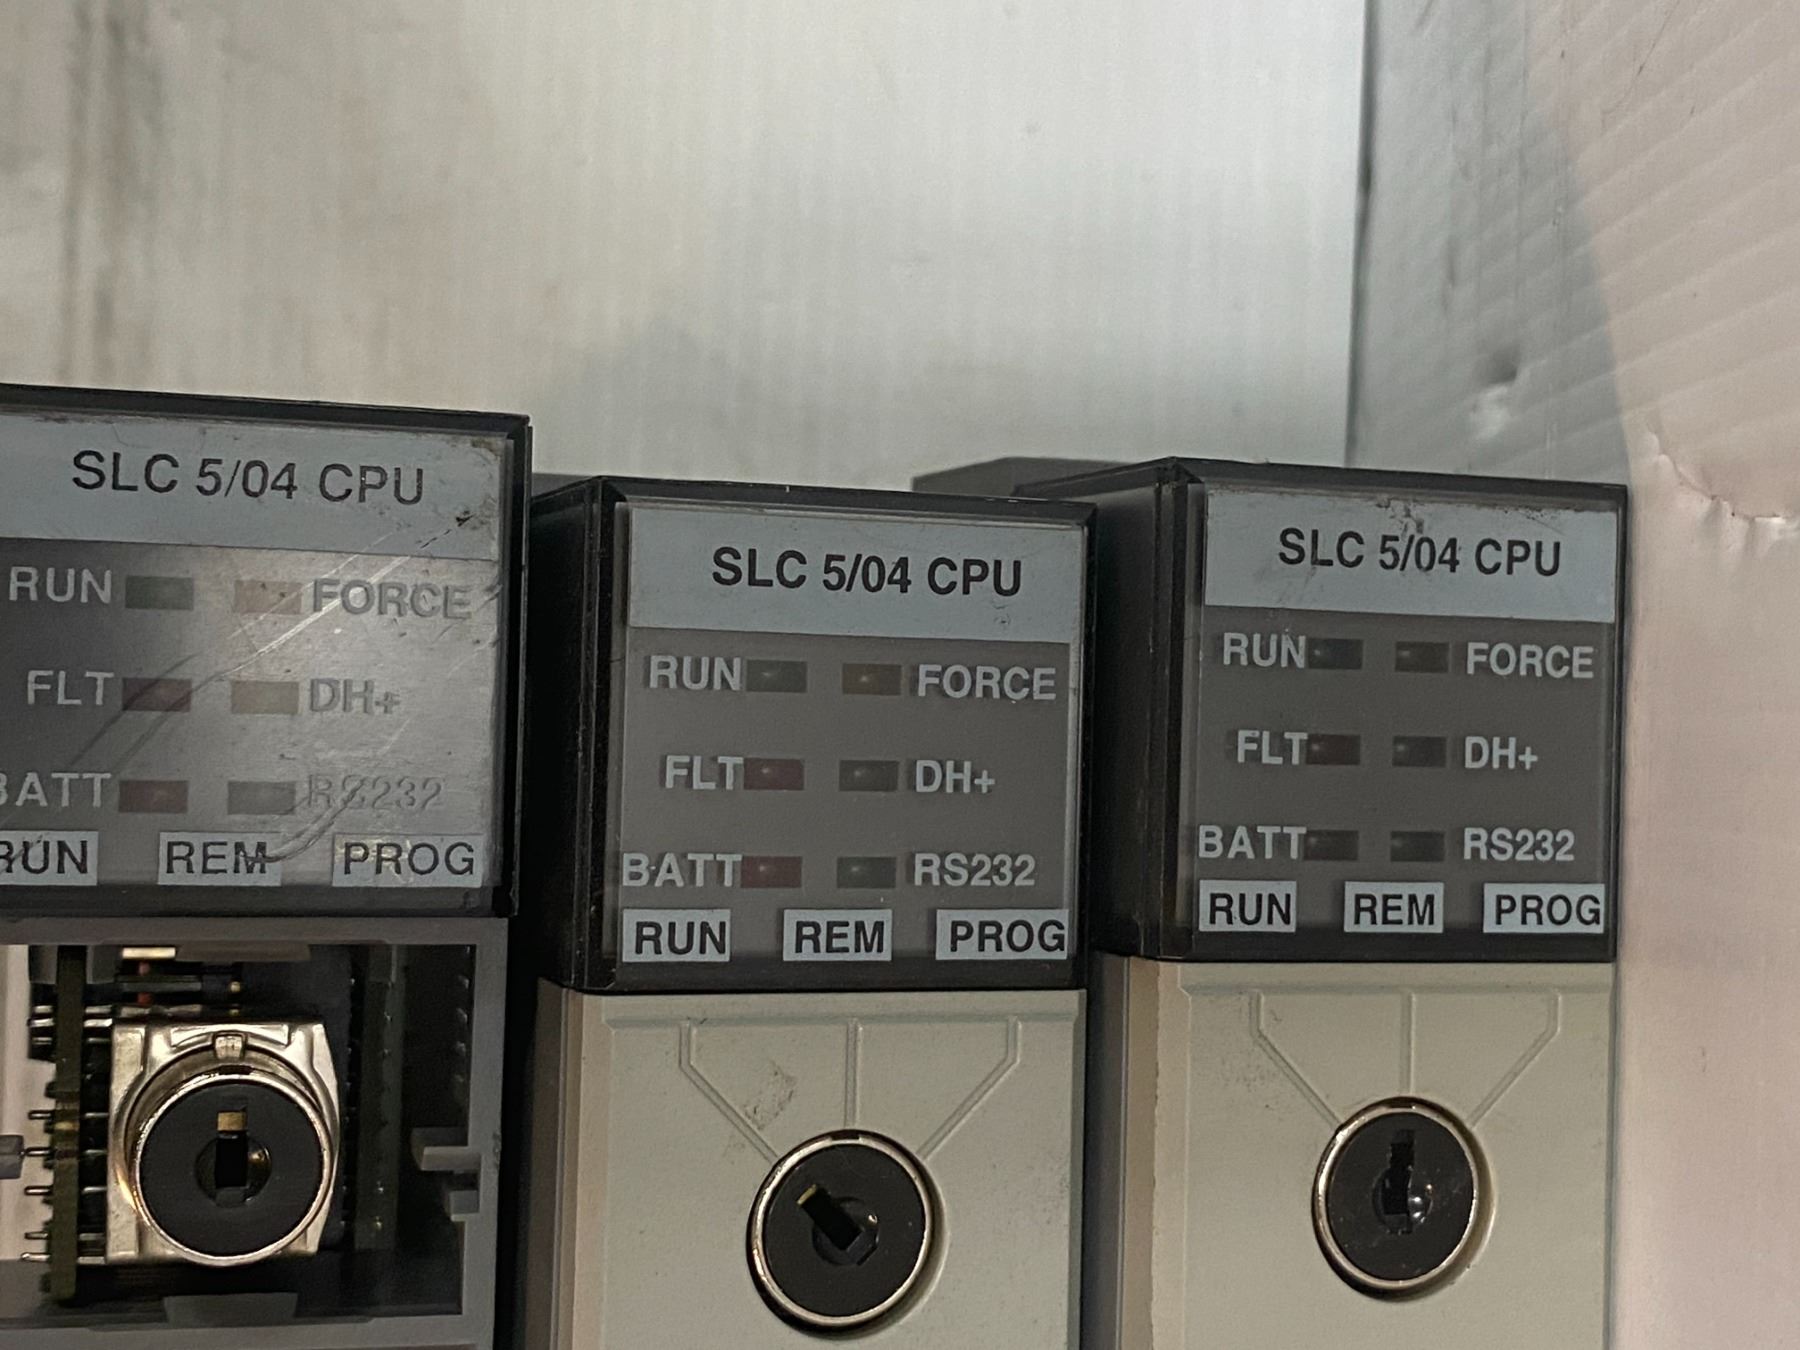 SLC 5/04 CPU
RUN FORCE
FLT DH+
BATT RS232
RUN REM PROG
SLC 5/04 CPU
RUN FORCE
FLT DH+
BATT RS232
RUN REM PROG
SLC 5/04 CPU
RUN FORCE
FLT DH+
BATT RS232
RUN REM PROG